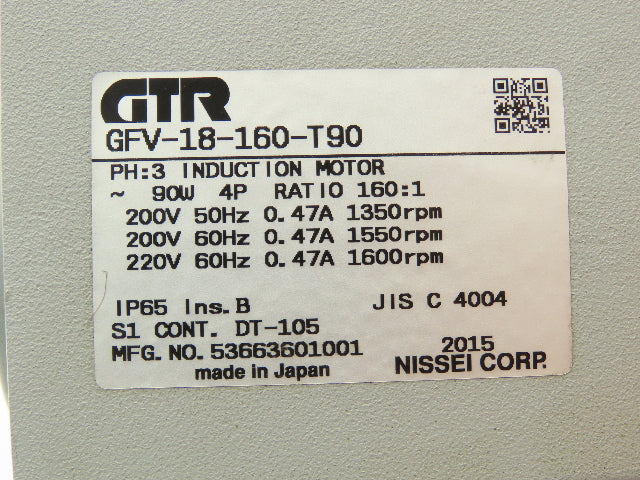 GTR
GFV-18-160-T90
PH:3 INDUCTION MOTOR
~ 90W 4P RATIO 160:1
200V 50Hz 0.47A 1350rpm
200V 60Hz 0.47A 1550rpm
220V 60Hz 0.47A 1600rpm
IP65 Ins.B JIS C 4004
S1 CONT. DT-105
MFG.NO.53663601001 2015
made in Japan NISSEI CORP.